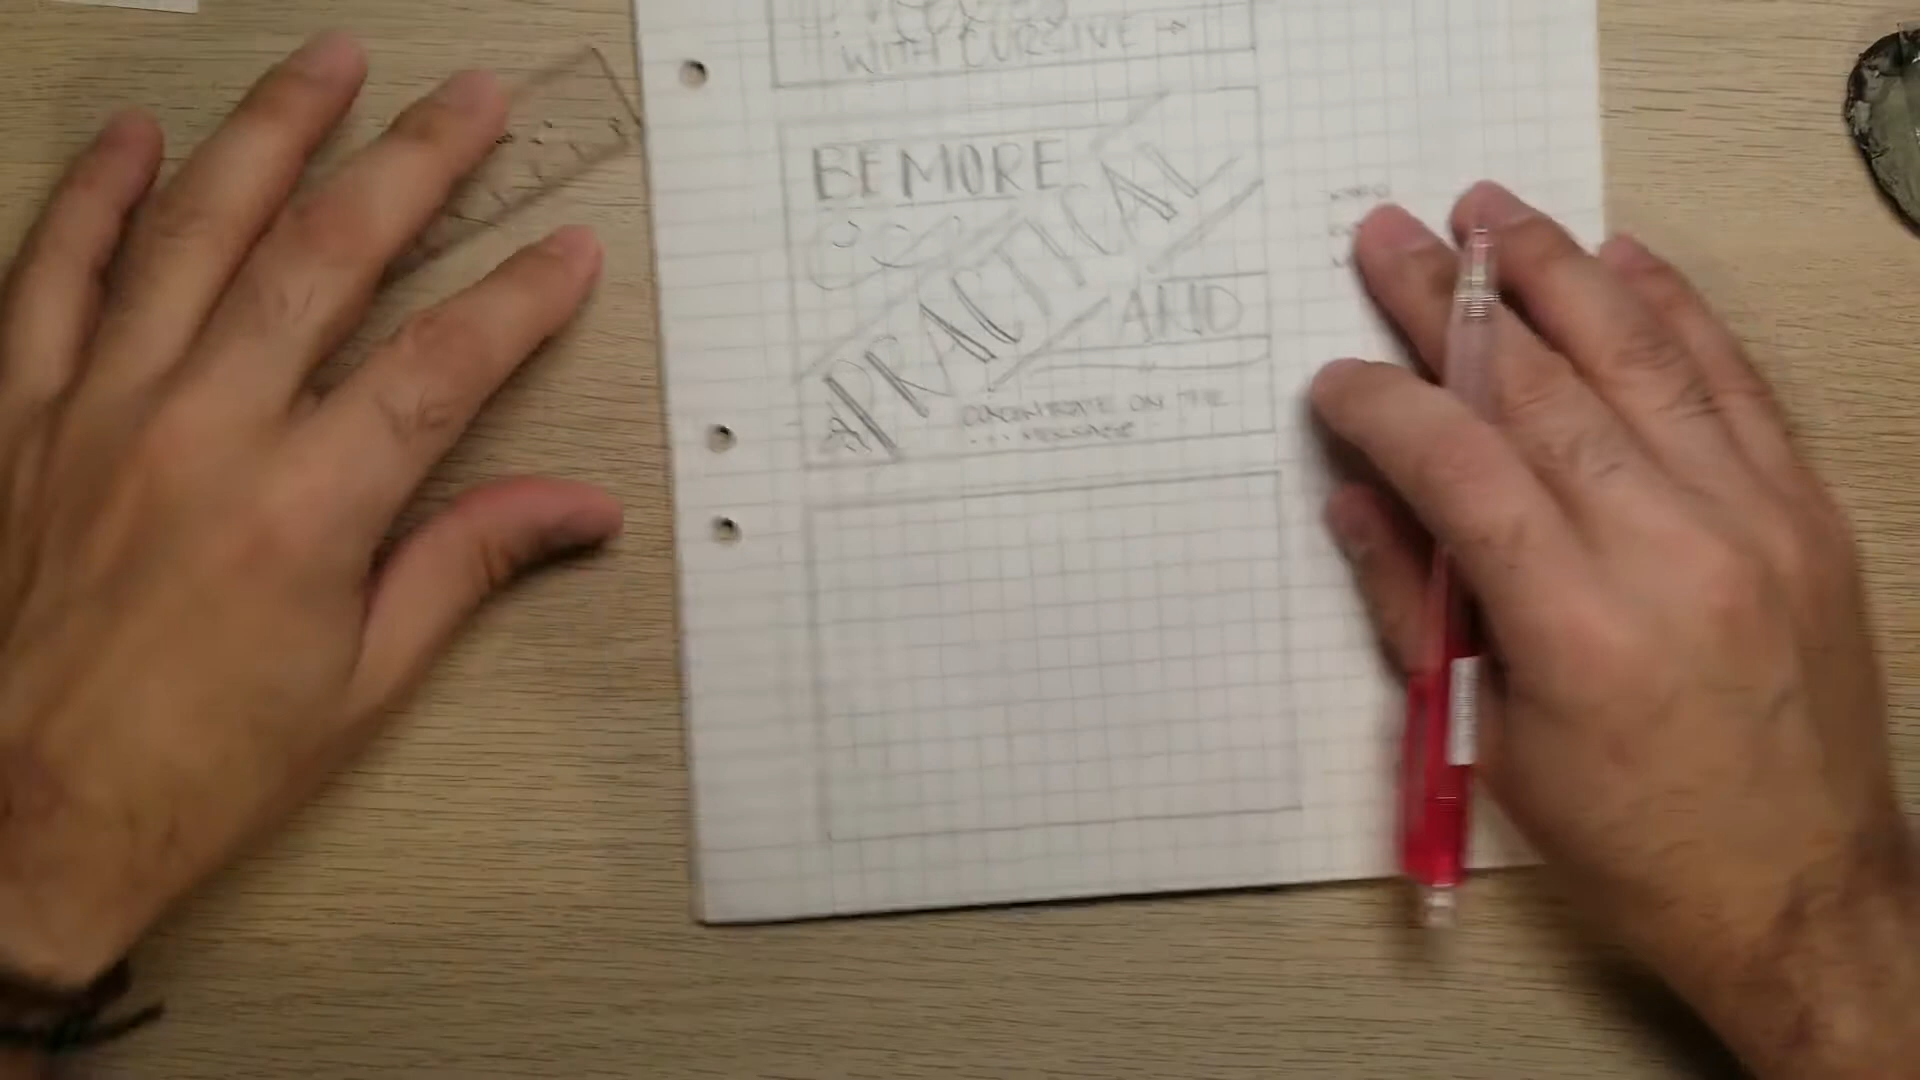 WITH CURSIVE →
BE MORE
PRACTICAL
AND
CONCENTRATE ON THE
... MESSAGE